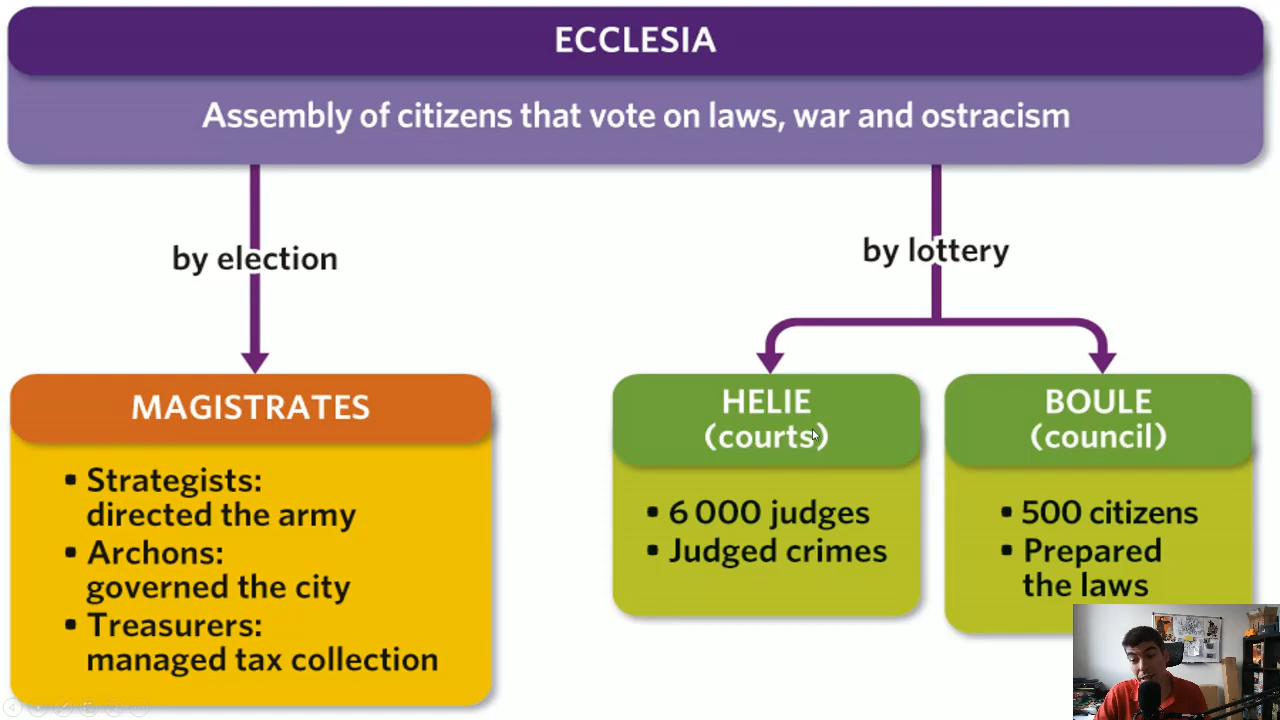 ECCLESIA
Assembly of citizens that vote on laws, war and ostracism
by election
by lottery
MAGISTRATES
▪ Strategists:
directed the army
▪ Archons:
governed the city
▪ Treasurers:
managed tax collection
HELIE
(courts)
▪ 6 000 judges
▪ Judged crimes
BOULE
(council)
▪ 500 citizens
▪ Prepared
the laws